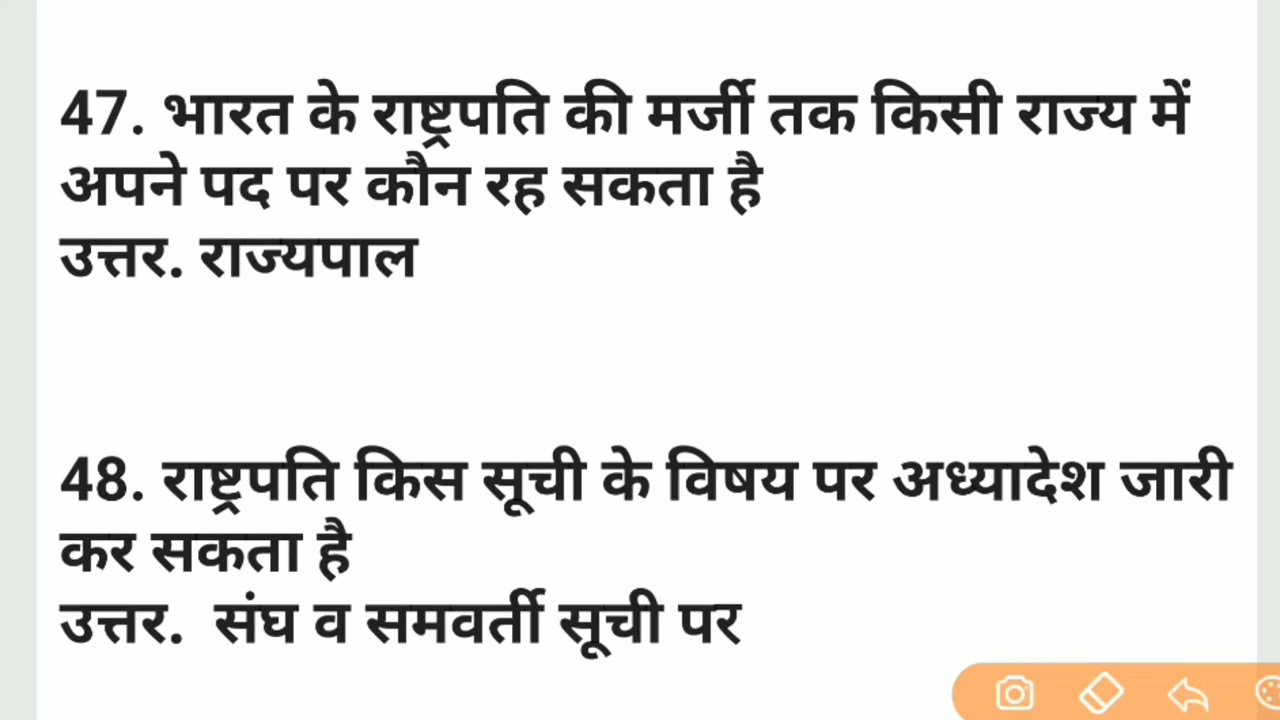 47. भारत के राष्ट्रपति की मर्जी तक किसी राज्य में
अपने पद पर कौन रह सकता है
उत्तर. राज्यपाल
48. राष्ट्रपति किस सूची के विषय पर अध्यादेश जारी
कर सकता है
उत्तर. संघ व समवर्ती सूची पर